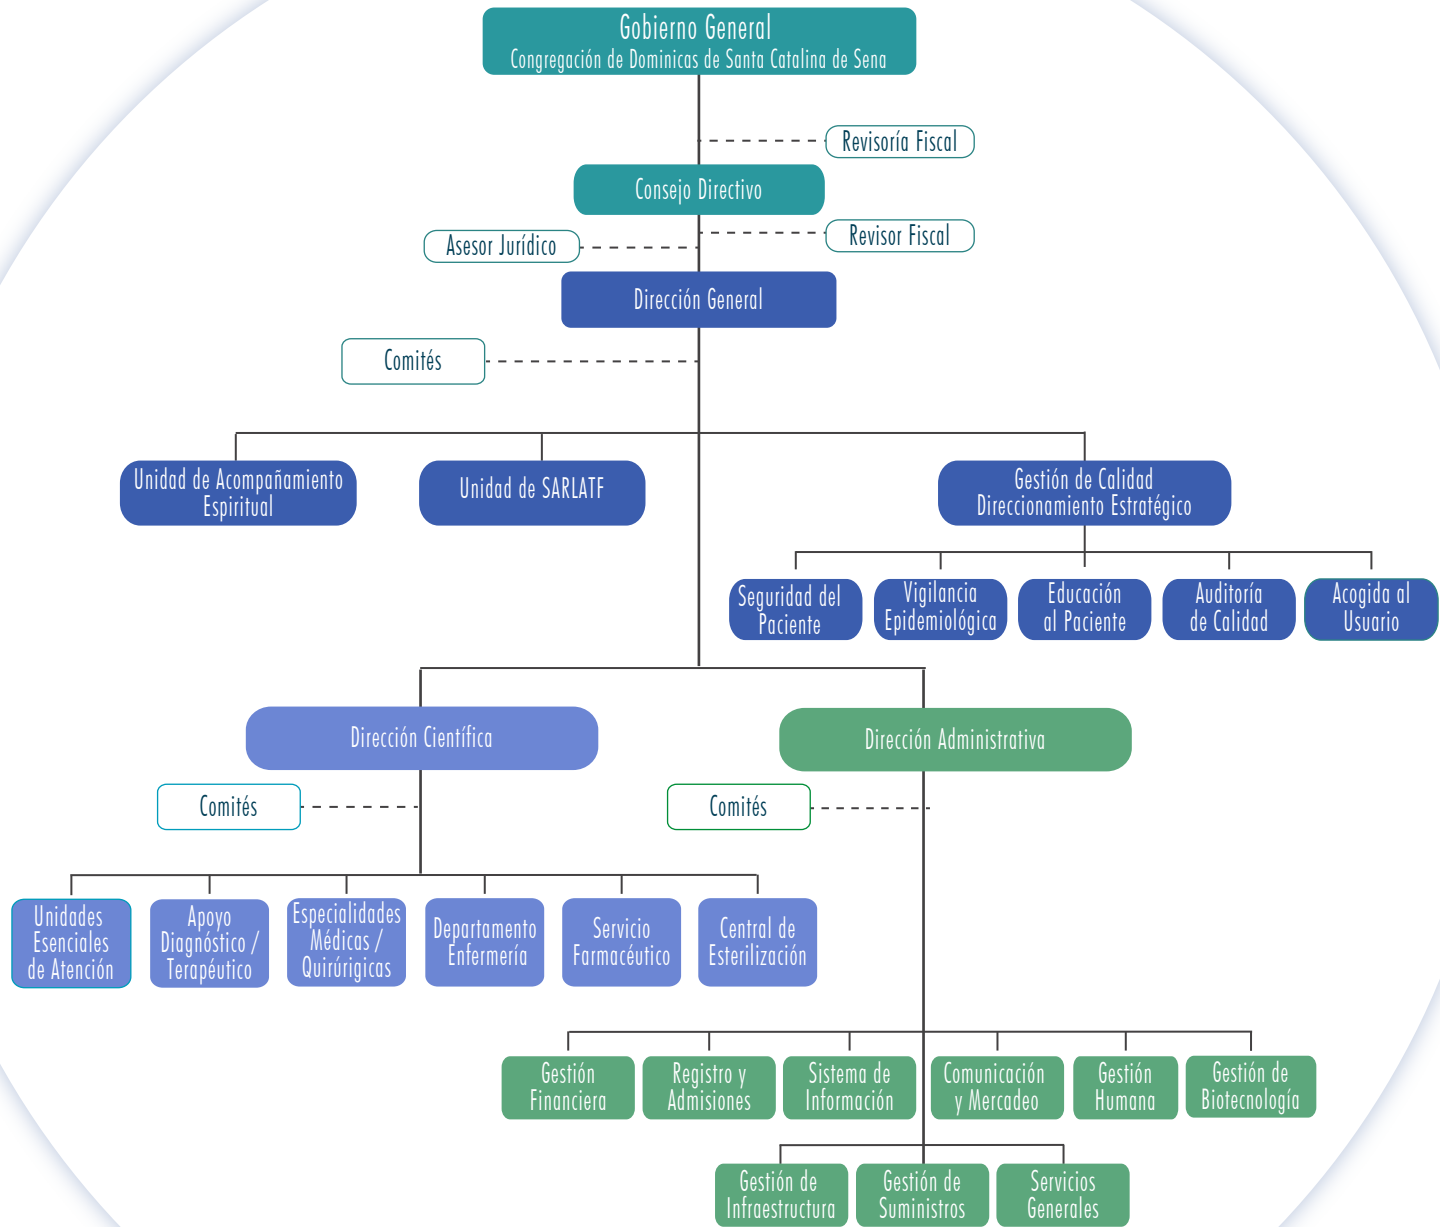 Gobierno General
Congregación de Dominicas de Santa Catalina de Sena
Revisoría Fiscal
Consejo Directivo
Revisor Fiscal
Asesor Jurídico
Dirección General
Comités
Unidad de Acompañamiento
Espiritual
Unidad de SARLATF
Gestión de Calidad
Direccionamiento Estratégico
Seguridad del
Paciente
Vigilancia
Epidemiológica
Educación
al Paciente
Auditoría
de Calidad
Acogida al
Usuario
Dirección Científica
Dirección Administrativa
Comités
Comités
Unidades
Esenciales
de Atención
Apoyo
Diagnóstico /
Terapéutico
Especialidades
Médicas /
Quirúrigicas
Departamento
Enfermería
Servicio
Farmacéutico
Central de
Esterilización
Gestión
Financiera
Registro y
Admisiones
Sistema de
Información
Comunicación
y Mercadeo
Gestión
Humana
Gestión de
Biotecnología
Gestión de
Infraestructura
Gestión de
Suministros
Servicios
Generales